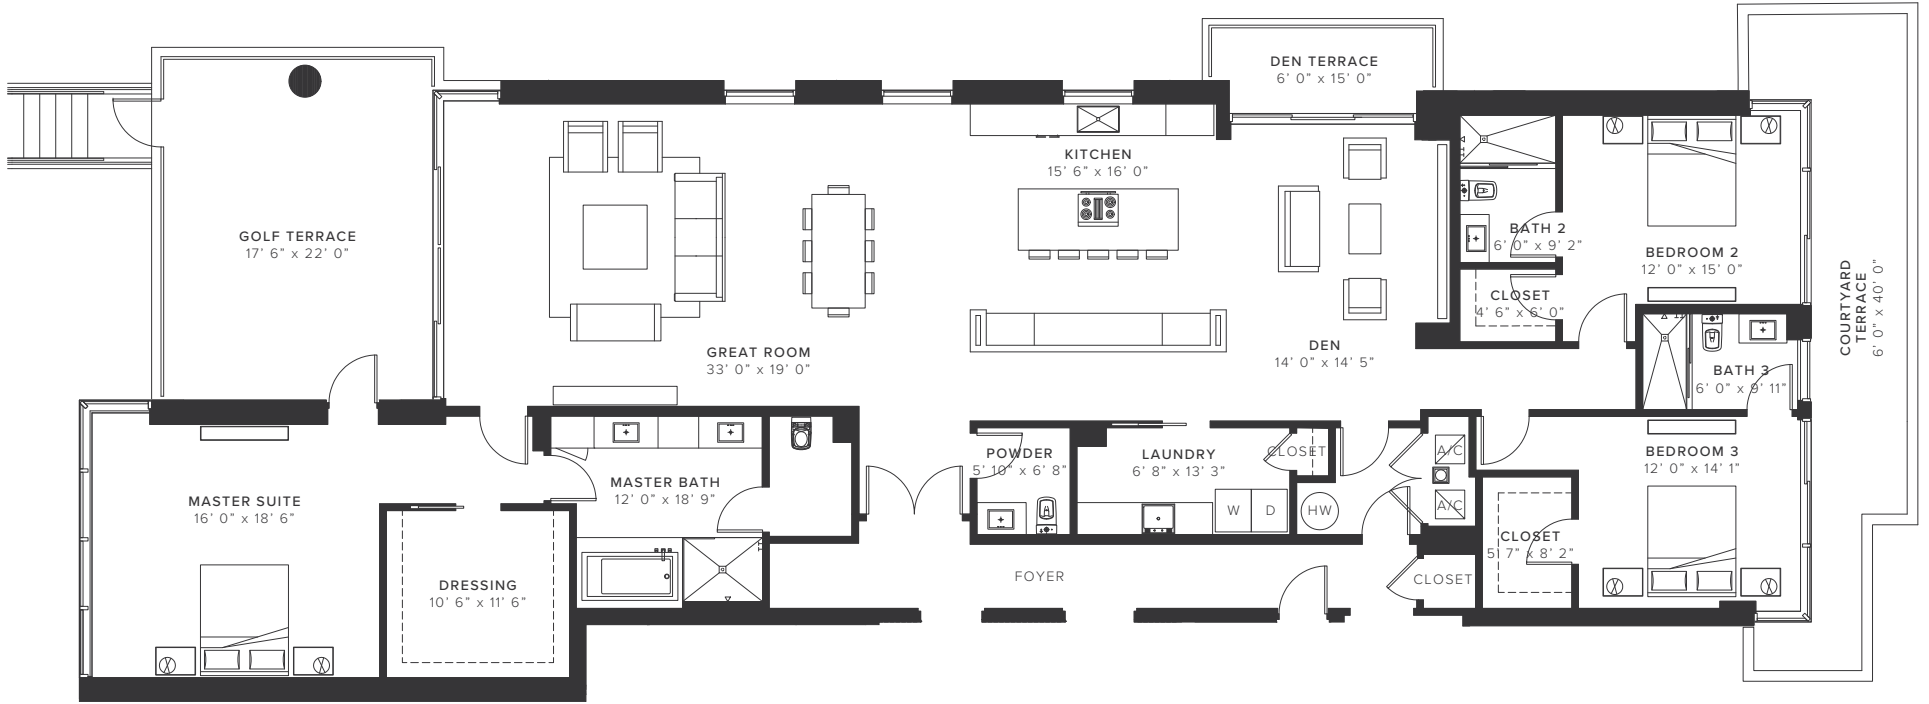 DEN TERRACE
6' 0" x 15' 0"
KITCHEN
15' 6" x 16' 0"
GOLF TERRACE
17' 6" x 22' 0"
BATH 2
6' 0" x 9' 2"
BEDROOM 2
12' 0" x 15' 0"
COURTYARD
TERRACE
6' 0" x 40' 0"
CLOSET
4' 6" x 6' 0"
GREAT ROOM
33' 0" x 19' 0"
DEN
14' 0" x 14' 5"
BATH 3
6' 0" x 9' 11"
MASTER SUITE
16' 0" x 18' 6"
MASTER BATH
12' 0" x 18' 9"
POWDER
5' 10" x 6' 8"
LAUNDRY
6' 8" x 13' 3"
CLOSET
A/C
A/C
BEDROOM 3
12' 0" x 14' 1"
W
D
HW
CLOSET
5' 7" x 8' 2"
DRESSING
10' 6" x 11' 6"
FOYER
CLOSET